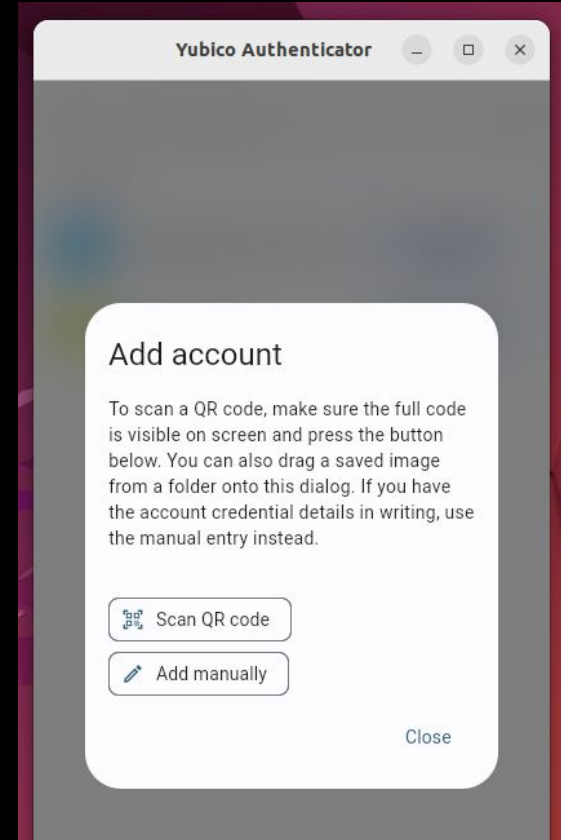 Yubico Authenticator
Add account
To scan a QR code, make sure the full code
is visible on screen and press the button
below. You can also drag a saved image
from a folder onto this dialog. If you have
the account credential details in writing, use
the manual entry instead.
Scan QR code
Add manually
Close